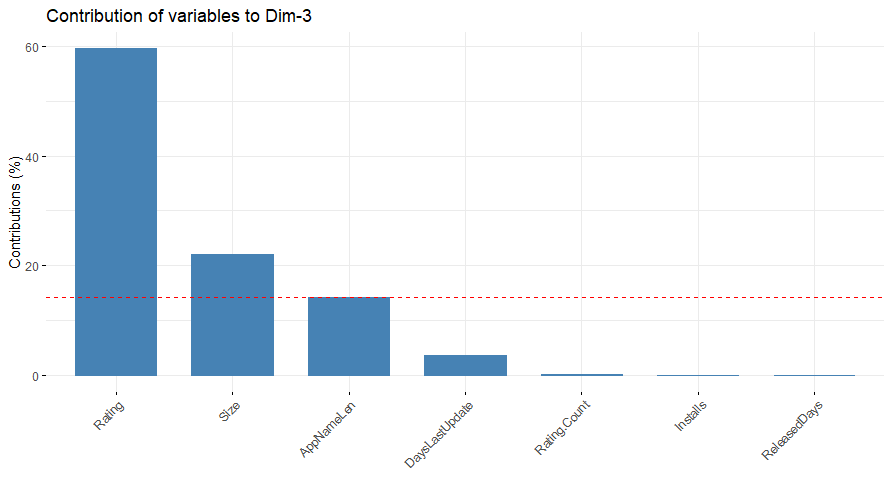 Contribution of variables to Dim-3
Contributions (%)
60
40
20
0
Rating
Size
AppNameLen
DaysLastUpdate
Rating.Count
Installs
ReleasedDays